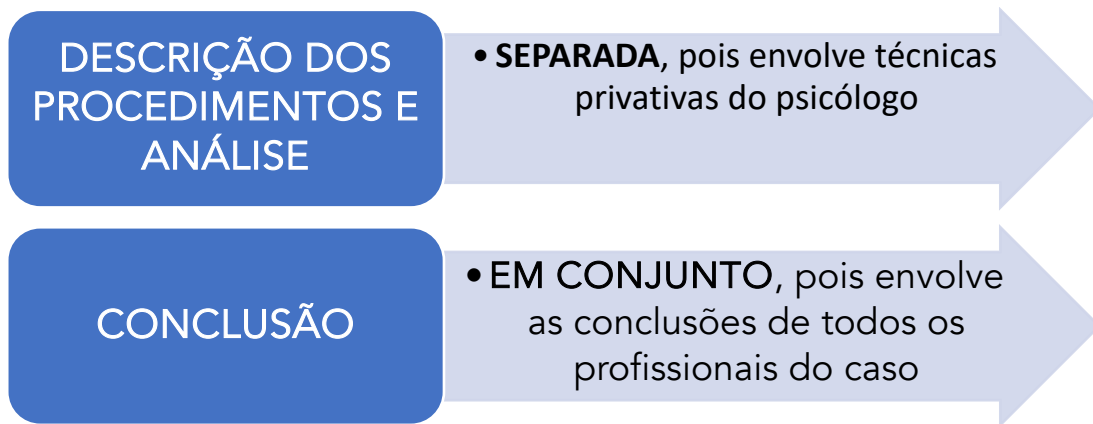 DESCRIÇÃO DOS
PROCEDIMENTOS E
ANÁLISE
• SEPARADA, pois envolve técnicas
privativas do psicólogo
CONCLUSÃO
• EM CONJUNTO, pois envolve
as conclusões de todos os
profissionais do caso